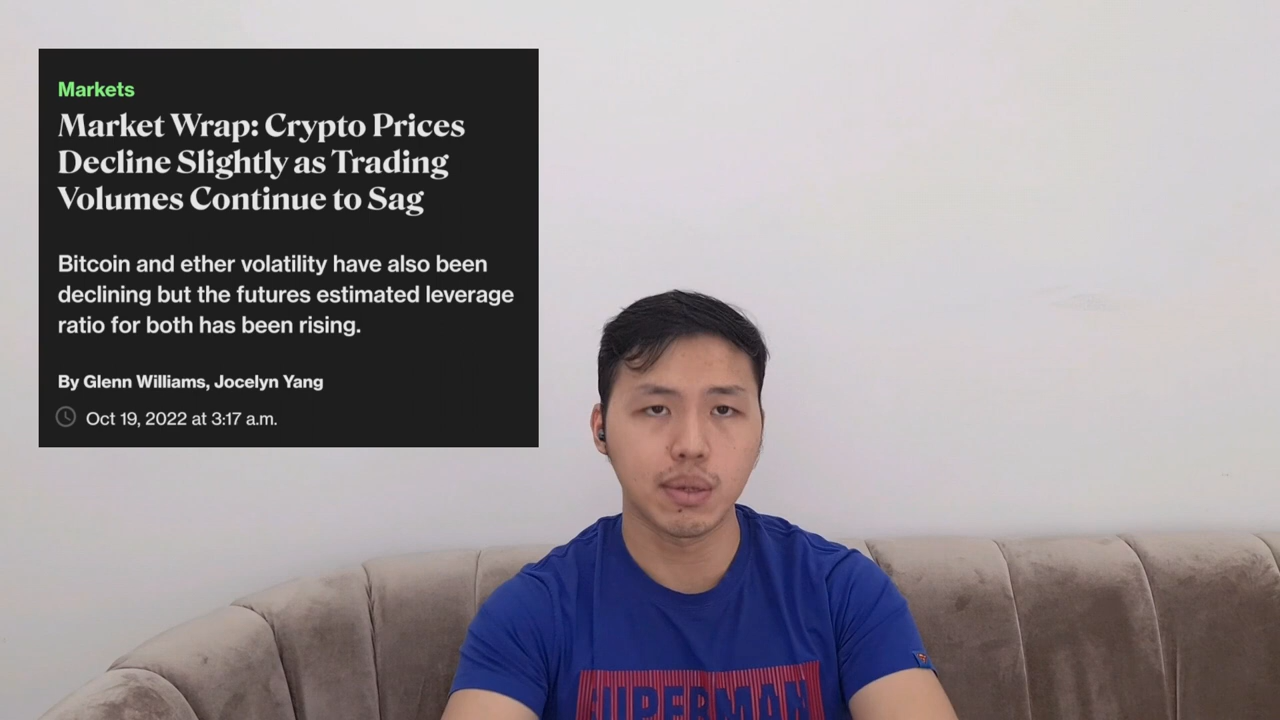 Markets
Market Wrap: Crypto Prices
Decline Slightly as Trading
Volumes Continue to Sag
Bitcoin and ether volatility have also been
declining but the futures estimated leverage
ratio for both has been rising.
By Glenn Williams, Jocelyn Yang
Oct 19, 2022 at 3:17 a.m.
SUPERMAN